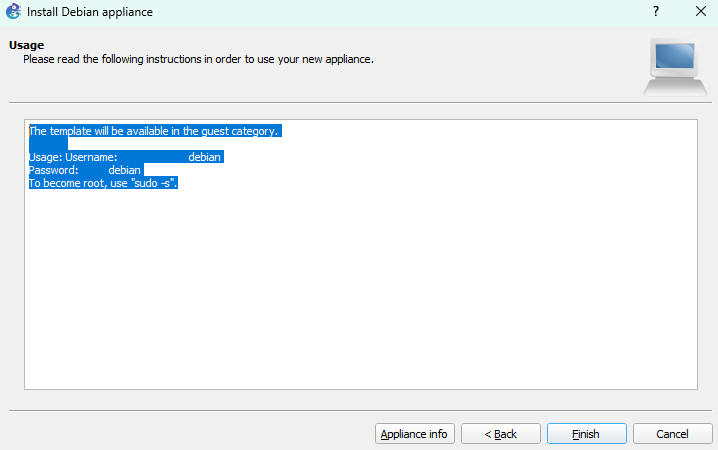 Install Debian appliance
?
Usage
Please read the following instructions in order to use your new appliance.
The template will be available in the guest category.
Usage: Username: debian
Password: debian
To become root, use "sudo -s".
Appliance info
< Back
Finish
Cancel